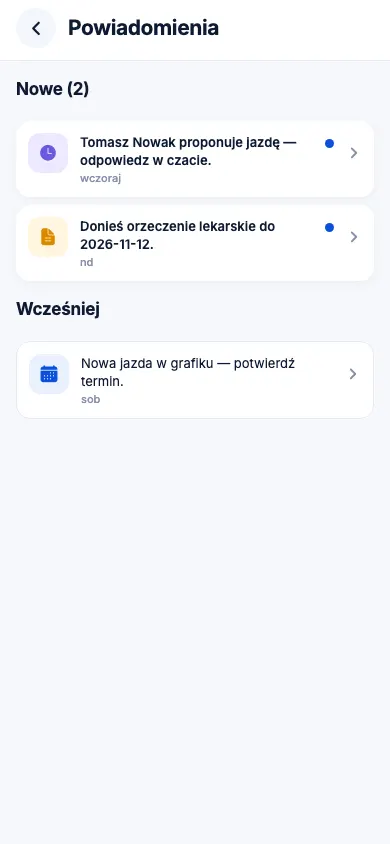 Powiadomienia
Nowe (2)
Tomasz Nowak proponuje jazdę —
odpowiedz w czacie.
wczoraj
Donieś orzeczenie lekarskie do
2026-11-12.
nd
Wcześniej
Nowa jazda w grafiku — potwierdź
termin.
sob